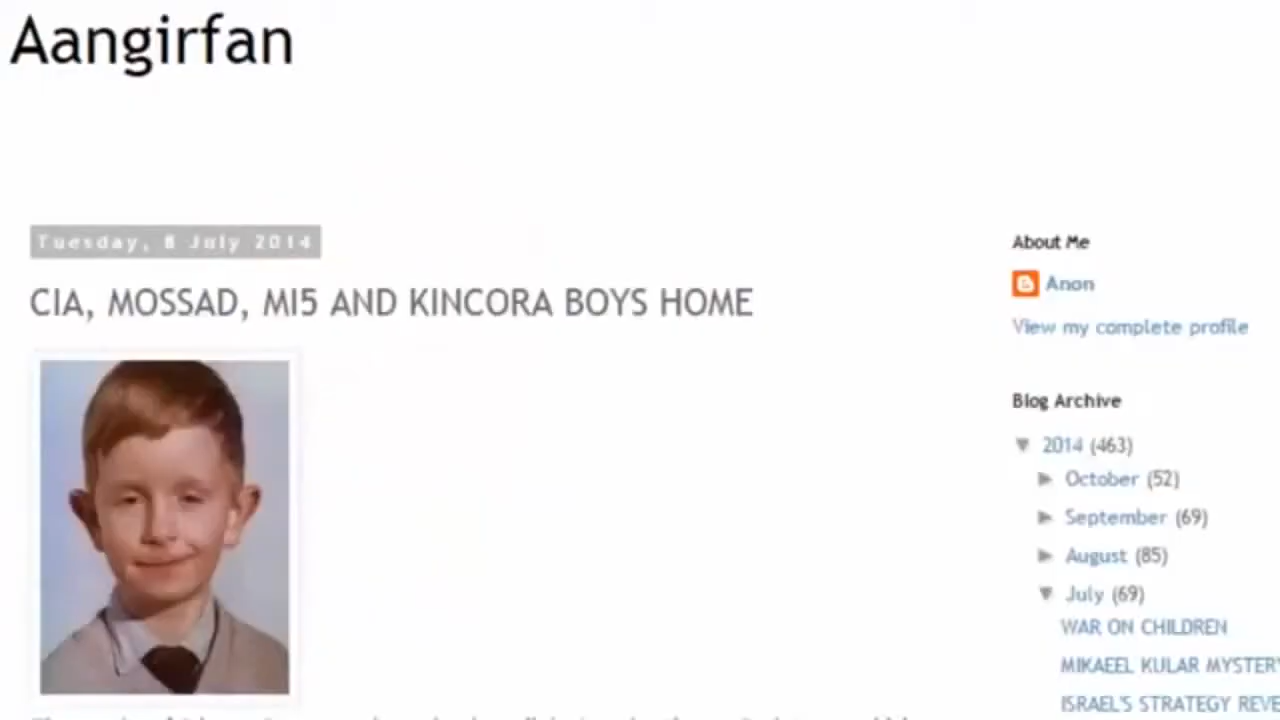 Aangirfan
Tuesday, 8 July 2014
CIA, MOSSAD, MI5 AND KINCORA BOYS HOME
About Me
Anon
View my complete profile
Blog Archive
▼ 2014 (463)
► October (52)
► September (69)
► August (85)
▼ July (69)
WAR ON CHILDREN
MIKAEEL KULAR MYSTERY
ISRAEL'S STRATEGY REVE